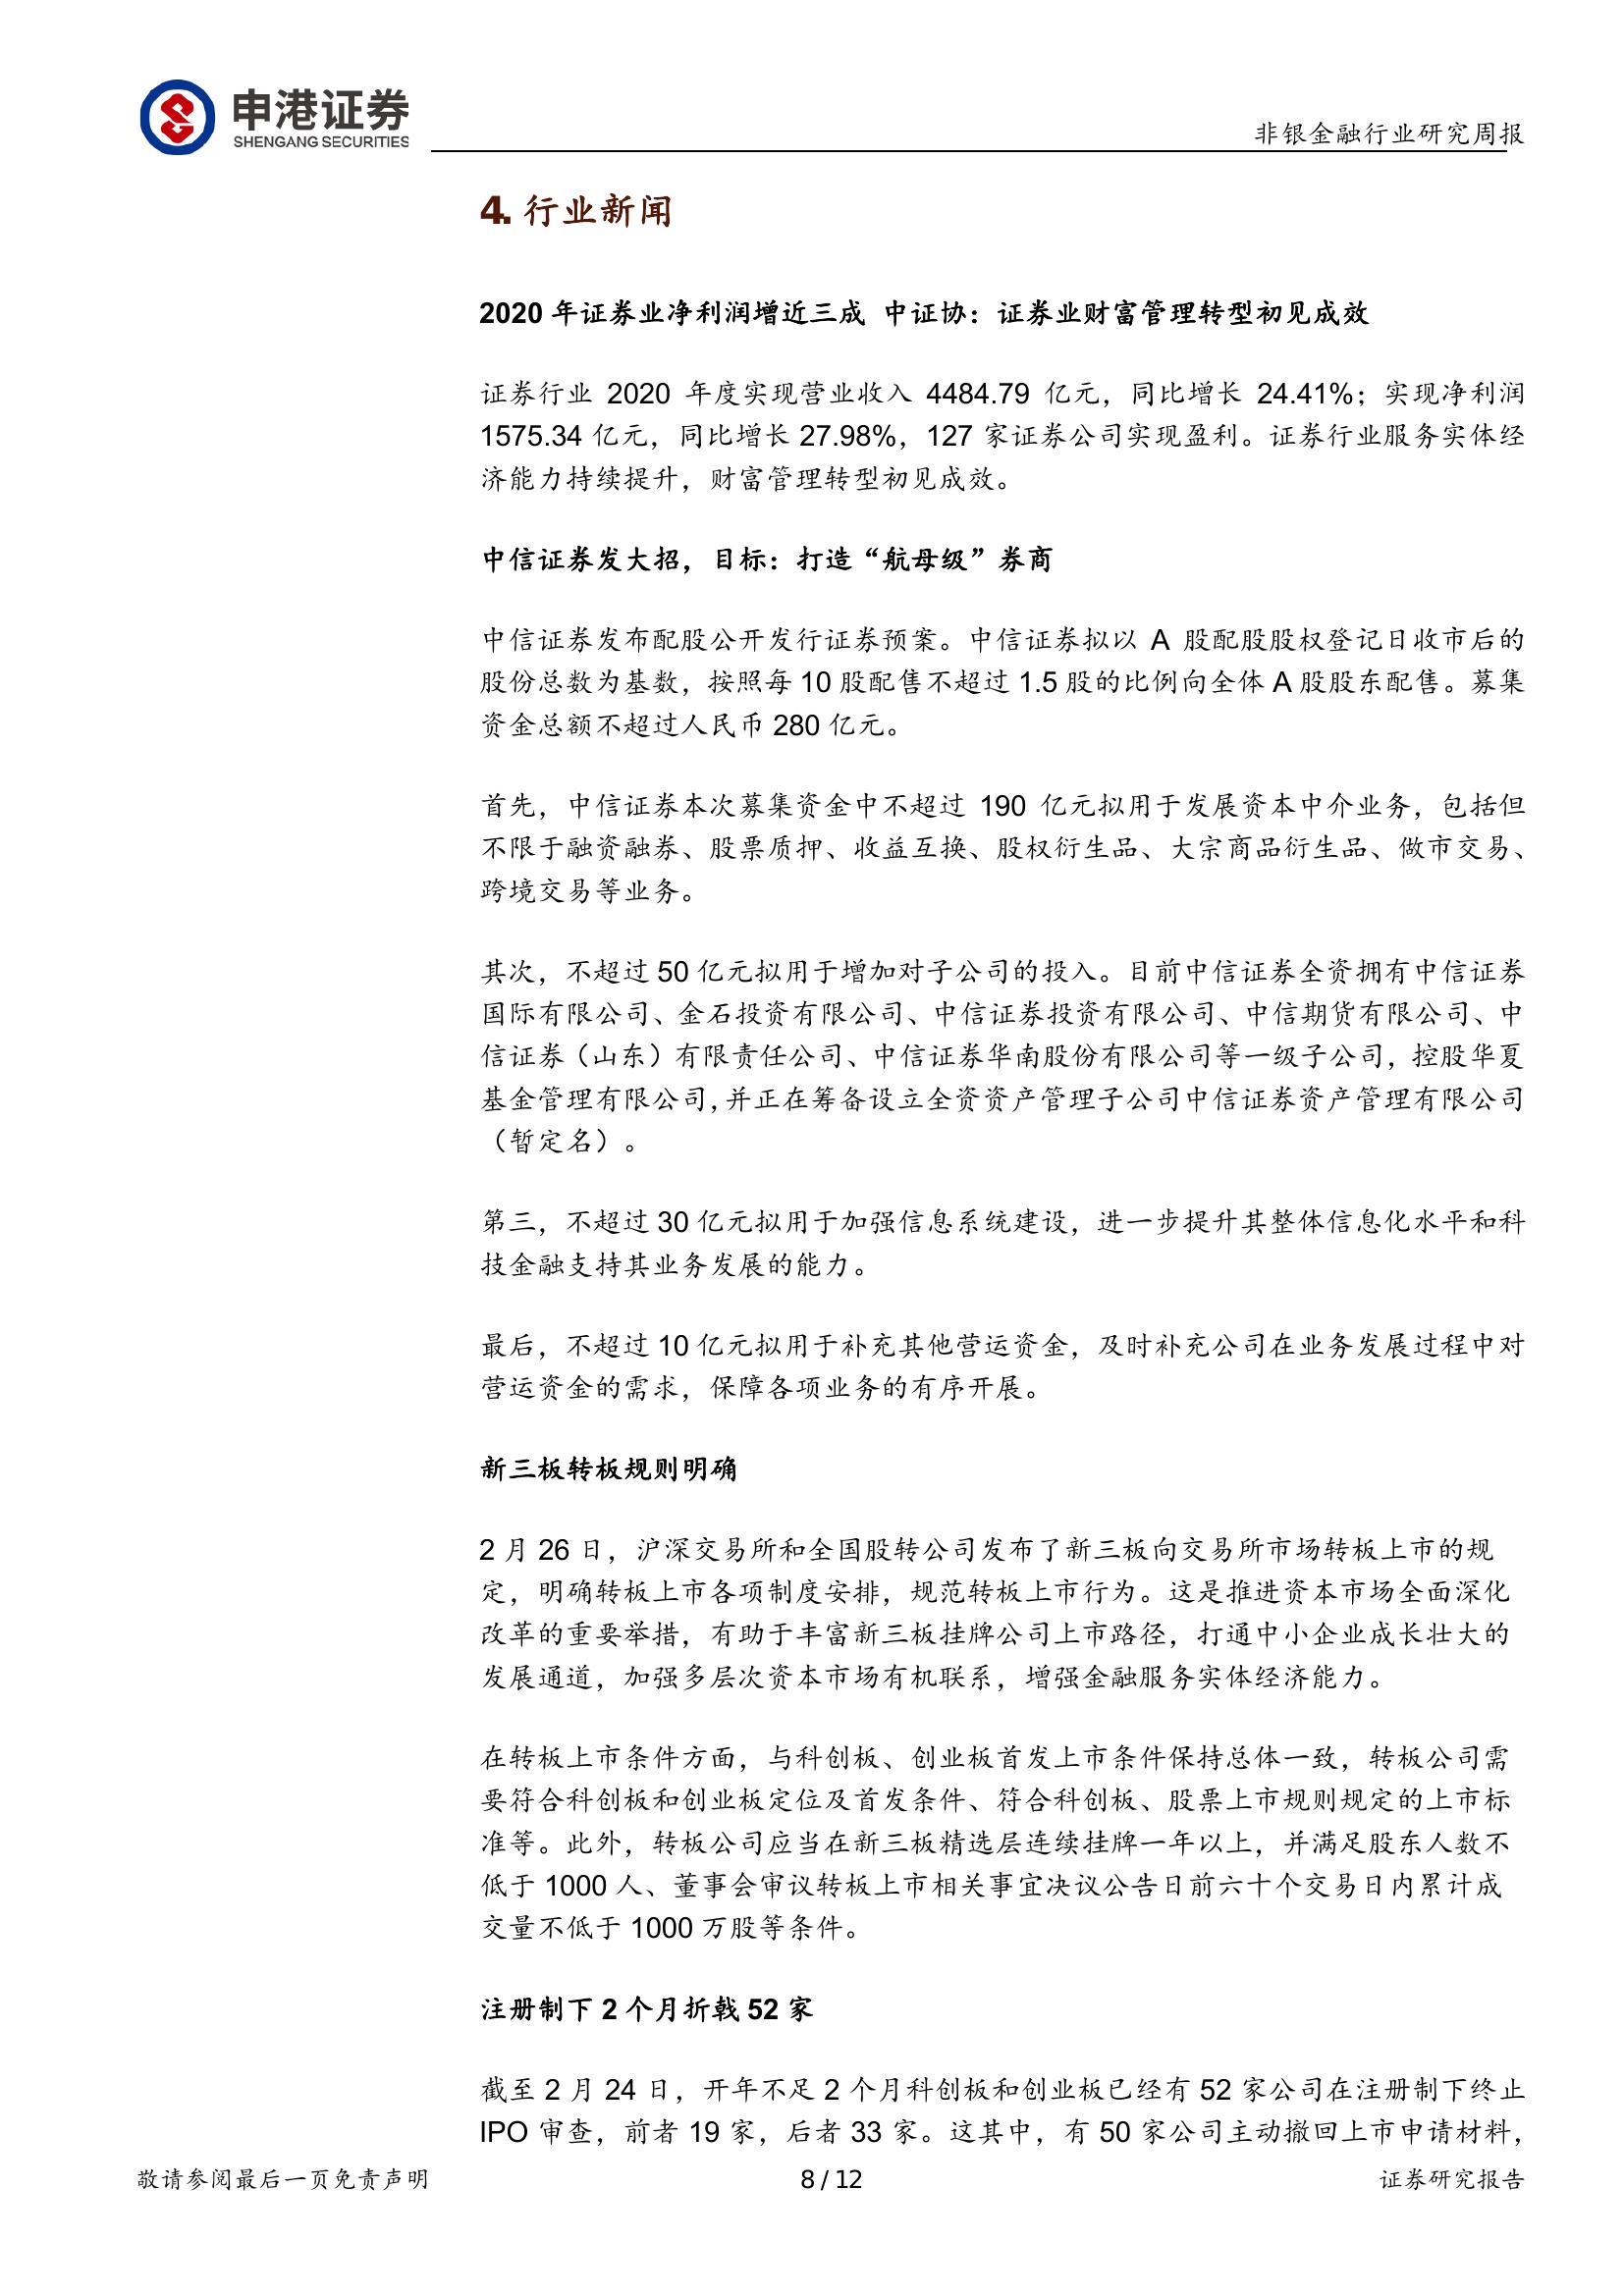 申港证券
SHENGANG SECURITIES
非银金融行业研究周报
4. 行业新闻
2020 年证券业净利润增近三成 中证协：证券业财富管理转型初见成效
证券行业 2020 年度实现营业收入 4484.79 亿元，同比增长 24.41%；实现净利润
1575.34 亿元，同比增长 27.98%，127 家证券公司实现盈利。证券行业服务实体经
济能力持续提升，财富管理转型初见成效。
中信证券发大招，目标：打造“航母级”券商
中信证券发布配股公开发行证券预案。中信证券拟以 A 股配股股权登记日收市后的
股份总数为基数，按照每 10 股配售不超过 1.5 股的比例向全体 A 股股东配售。募集
资金总额不超过人民币 280 亿元。
首先，中信证券本次募集资金中不超过 190 亿元拟用于发展资本中介业务，包括但
不限于融资融券、股票质押、收益互换、股权衍生品、大宗商品衍生品、做市交易、
跨境交易等业务。
其次，不超过 50 亿元拟用于增加对子公司的投入。目前中信证券全资拥有中信证券
国际有限公司、金石投资有限公司、中信证券投资有限公司、中信期货有限公司、中
信证券（山东）有限责任公司、中信证券华南股份有限公司等一级子公司，控股华夏
基金管理有限公司，并正在筹备设立全资资产管理子公司中信证券资产管理有限公司
（暂定名）。
第三，不超过 30 亿元拟用于加强信息系统建设，进一步提升其整体信息化水平和科
技金融支持其业务发展的能力。
最后，不超过 10 亿元拟用于补充其他营运资金，及时补充公司在业务发展过程中对
营运资金的需求，保障各项业务的有序开展。
新三板转板规则明确
2 月 26 日，沪深交易所和全国股转公司发布了新三板向交易所市场转板上市的规
定，明确转板上市各项制度安排，规范转板上市行为。这是推进资本市场全面深化
改革的重要举措，有助于丰富新三板挂牌公司上市路径，打通中小企业成长壮大的
发展通道，加强多层次资本市场有机联系，增强金融服务实体经济能力。
在转板上市条件方面，与科创板、创业板首发上市条件保持总体一致，转板公司需
要符合科创板和创业板定位及首发条件、符合科创板、股票上市规则规定的上市标
准等。此外，转板公司应当在新三板精选层连续挂牌一年以上，并满足股东人数不
低于 1000 人、董事会审议转板上市相关事宜决议公告日前六十个交易日内累计成
交量不低于 1000 万股等条件。
注册制下 2 个月折戟 52 家
截至 2 月 24 日，开年不足 2 个月科创板和创业板已经有 52 家公司在注册制下终止
IPO 审查，前者 19 家，后者 33 家。这其中，有 50 家公司主动撤回上市申请材料，
敬请参阅最后一页免责声明
8 / 12
证券研究报告